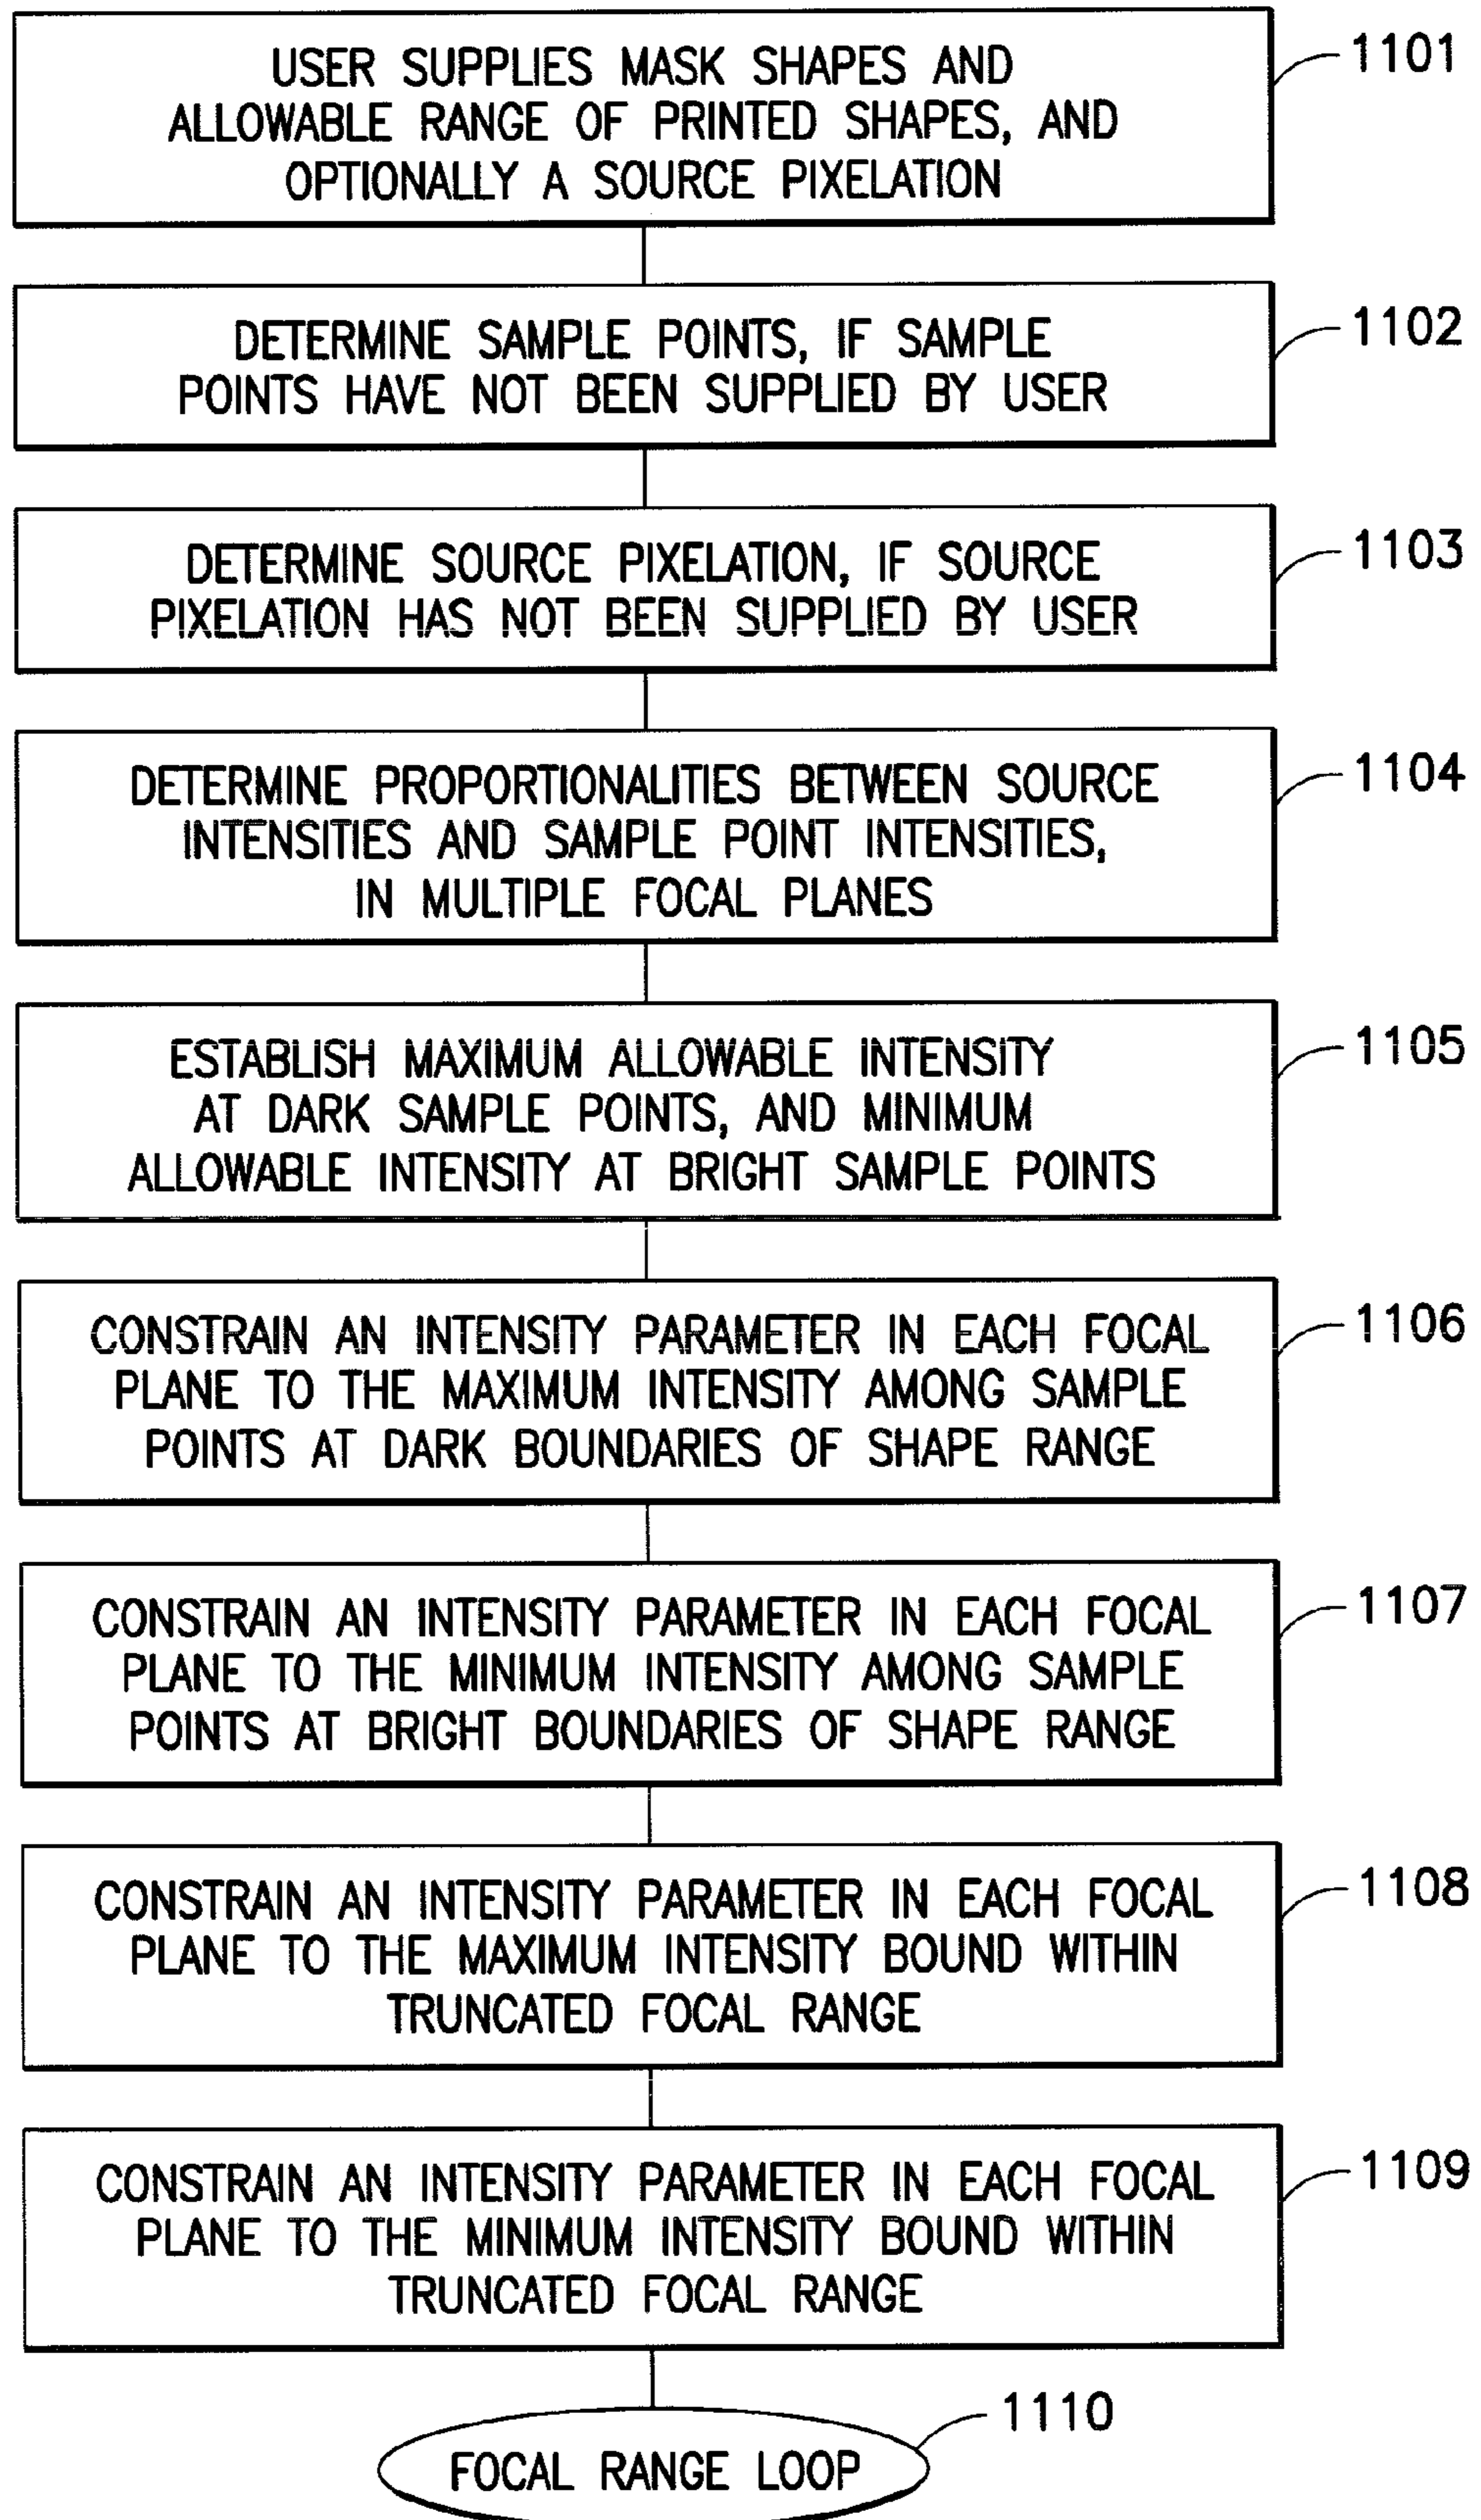 USER SUPPLIES MASK SHAPES AND
ALLOWABLE RANGE OF PRINTED SHAPES, AND
OPTIONALLY A SOURCE PIXELATION
1101
DETERMINE SAMPLE POINTS, IF SAMPLE
POINTS HAVE NOT BEEN SUPPLIED BY USER
1102
DETERMINE SOURCE PIXELATION, IF SOURCE
PIXELATION HAS NOT BEEN SUPPLIED BY USER
1103
DETERMINE PROPORTIONALITIES BETWEEN SOURCE
INTENSITIES AND SAMPLE POINT INTENSITIES,
IN MULTIPLE FOCAL PLANES
1104
ESTABLISH MAXIMUM ALLOWABLE INTENSITY
AT DARK SAMPLE POINTS, AND MINIMUM
ALLOWABLE INTENSITY AT BRIGHT SAMPLE POINTS
1105
CONSTRAIN AN INTENSITY PARAMETER IN EACH FOCAL
PLANE TO THE MAXIMUM INTENSITY AMONG SAMPLE
POINTS AT DARK BOUNDARIES OF SHAPE RANGE
1106
CONSTRAIN AN INTENSITY PARAMETER IN EACH FOCAL
PLANE TO THE MINIMUM INTENSITY AMONG SAMPLE
POINTS AT BRIGHT BOUNDARIES OF SHAPE RANGE
1107
CONSTRAIN AN INTENSITY PARAMETER IN EACH FOCAL
PLANE TO THE MAXIMUM INTENSITY BOUND WITHIN
TRUNCATED FOCAL RANGE
1108
CONSTRAIN AN INTENSITY PARAMETER IN EACH FOCAL
PLANE TO THE MINIMUM INTENSITY BOUND WITHIN
TRUNCATED FOCAL RANGE
1109
FOCAL RANGE LOOP
1110